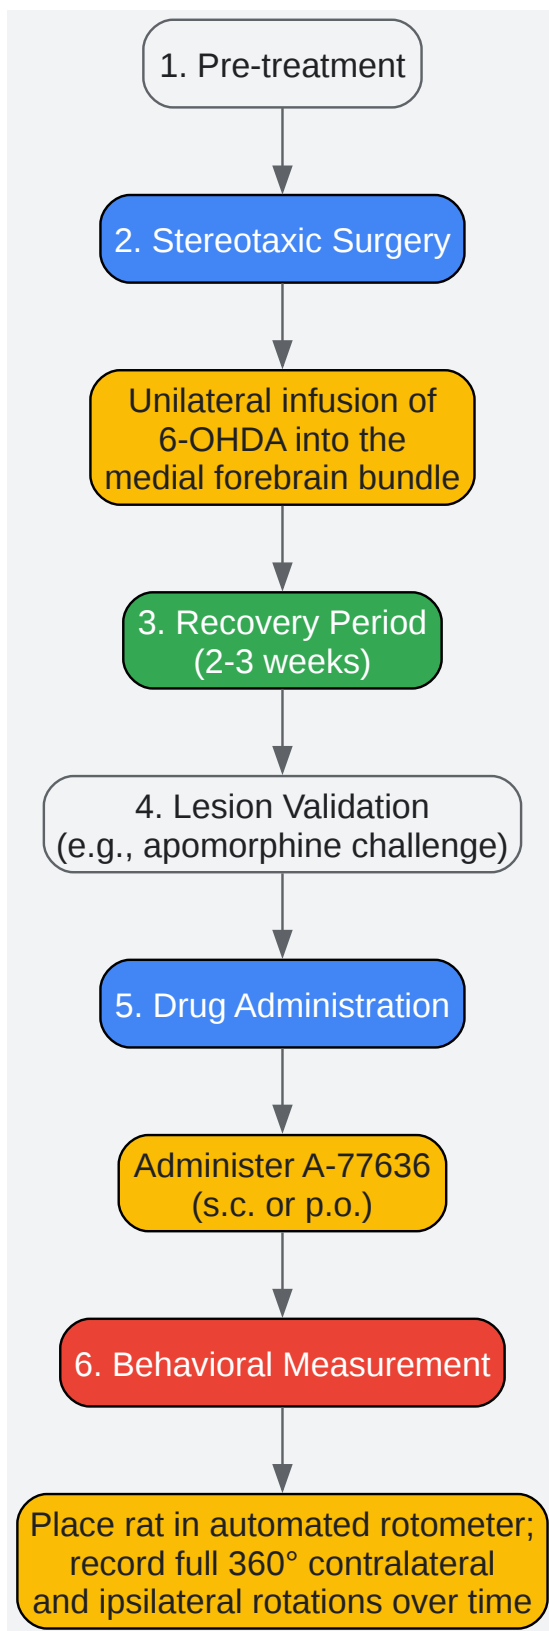 1. Pre-treatment
2. Stereotaxic Surgery
Unilateral infusion of
6-OHDA into the
medial forebrain bundle
3. Recovery Period
(2-3 weeks)
4. Lesion Validation
(e.g., apomorphine challenge)
5. Drug Administration
Administer A-77636
(s.c. or p.o.)
6. Behavioral Measurement
Place rat in automated rotometer;
record full 360° contralateral
and ipsilateral rotations over time